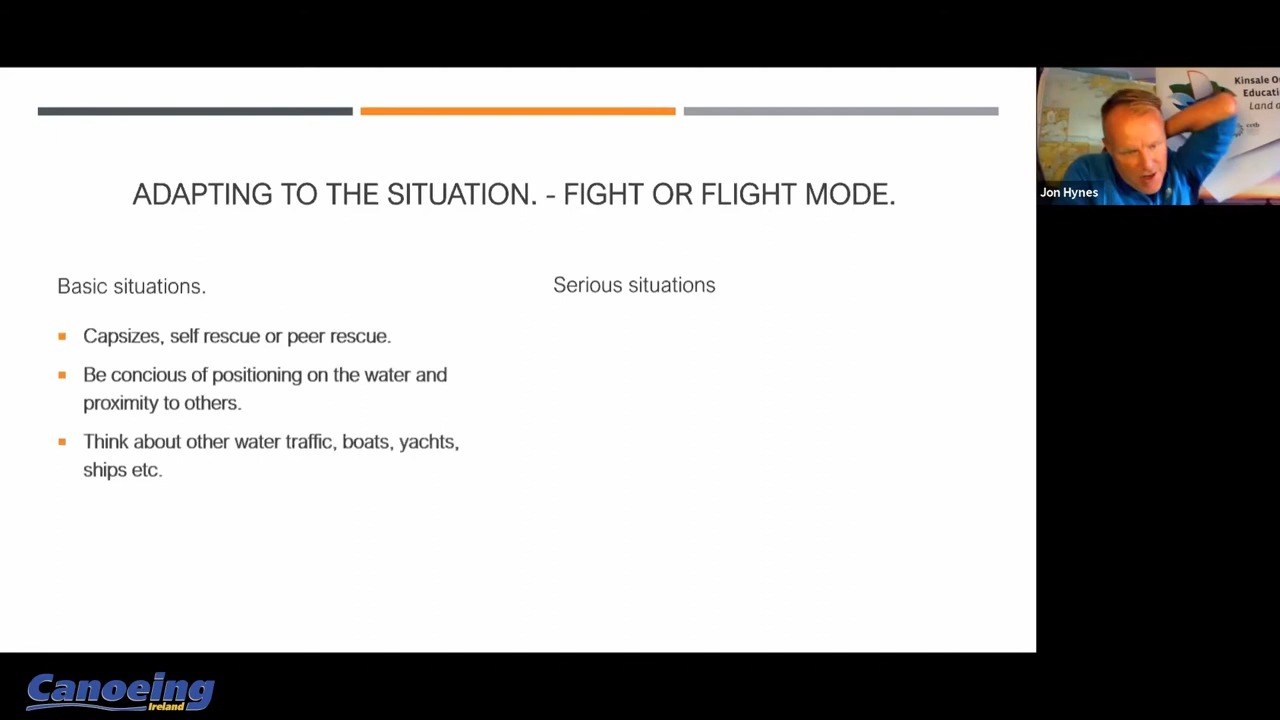 ADAPTING TO THE SITUATION. - FIGHT OR FLIGHT MODE.
Basic situations.
Capsizes, self rescue or peer rescue.
Be concious of positioning on the water and
proximity to others.
Think about other water traffic, boats, yachts,
ships etc.
Serious situations
Kinsale
Land
Jon Hynes
Canoeing
Ireland